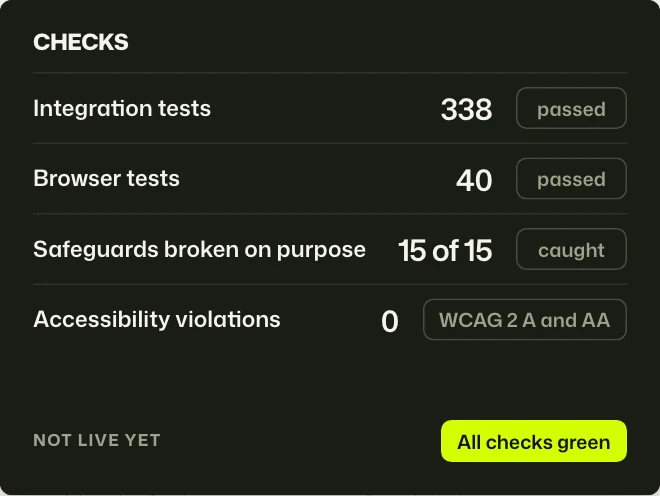 CHECKS
Integration tests 338 passed
Browser tests 40 passed
Safeguards broken on purpose 15 of 15 caught
Accessibility violations 0 WCAG 2 A and AA
NOT LIVE YET All checks green